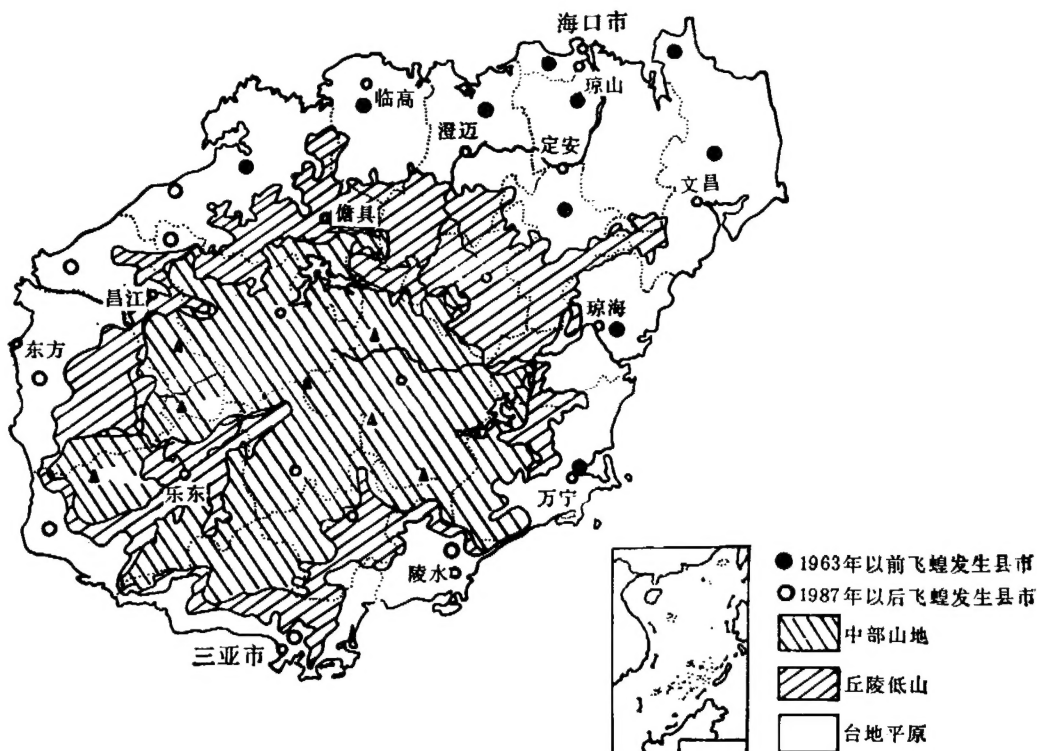 海口市
琼山
临高
澄迈
定安
文昌
儋县
昌江
琼海
东方
乐东
万宁
陵水
三亚市
1963年以前飞蝗发生县市
1987年以后飞蝗发生县市
中部山地
丘陵低山
台地平原